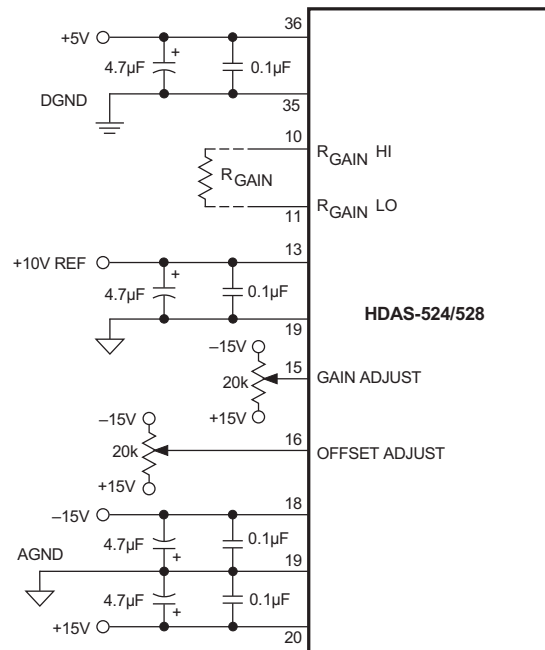 36
+5V
+
4.7µF
0.1µF
DGND
35
10
RGAIN HI
RGAIN
11
RGAIN LO
13
+10V REF
+
4.7µF
0.1µF
19
HDAS-524/528
–15V
15
GAIN ADJUST
20k
+15V
–15V
16
OFFSET ADJUST
20k
+15V
18
–15V
4.7µF
0.1µF
AGND
+
19
4.7µF
0.1µF
+
+15V
20